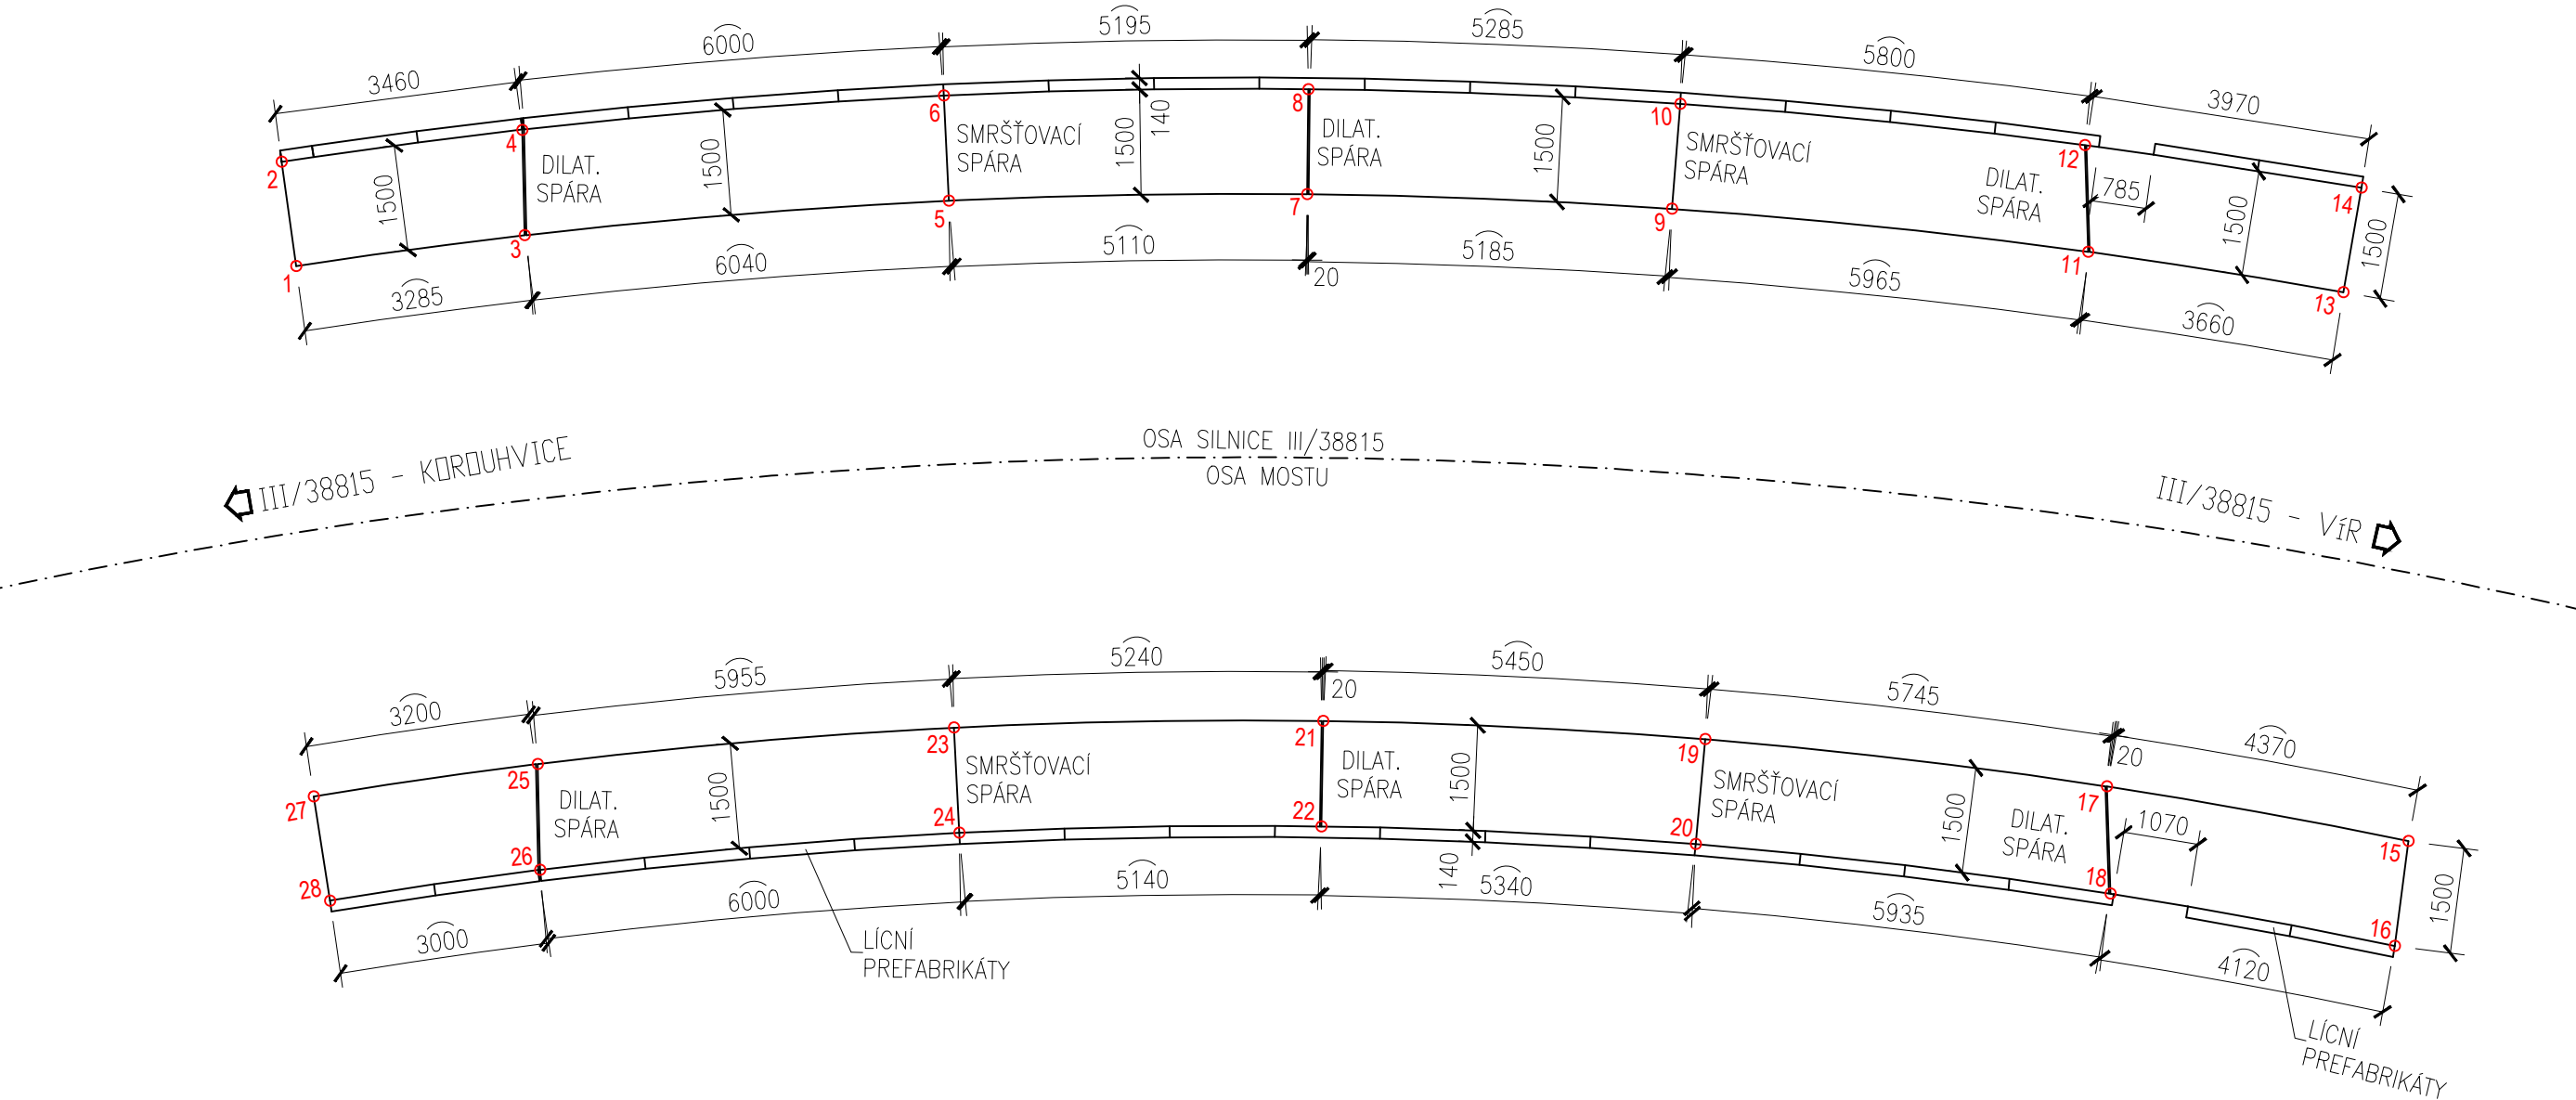 5195
5285
6000
5800
3460
3970
140
6
8
10
SMRŠŤOVACÍ
SPÁRA
1500
DILAT.
SPÁRA
1500
SMRŠŤOVACÍ
SPÁRA
4
2
DILAT.
SPÁRA
1500
1500
12
DILAT.
SPÁRA
785
14
1500
1500
5
7
9
3
1
11
13
6040
5110
20
5185
5965
3285
3660
OSA SILNICE III/38815
OSA MOSTU
III/38815 - KOROUHVICE
III/38815 - VíR
5240
5450
5955
5745
20
3200
4370
20
23
21
19
25
17
27
15
SMRŠŤOVACÍ
SPÁRA
DILAT.
SPÁRA
1500
SMRŠŤOVACÍ
SPÁRA
DILAT.
SPÁRA
1500
1500
DILAT.
SPÁRA
1070
24
22
20
26
18
28
16
1500
140
5140
5340
6000
5935
3000
4120
LÍCNÍ
PREFABRIKÁTY
LÍCNÍ
PREFABRIKÁTY